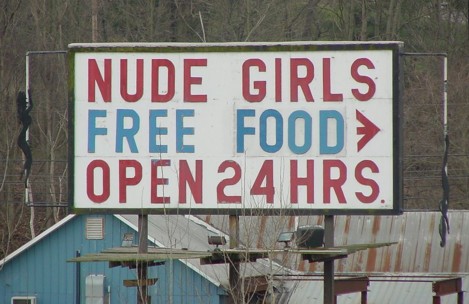 NUDE GIRLS
FREE FOOD
OPEN 24 HRS.